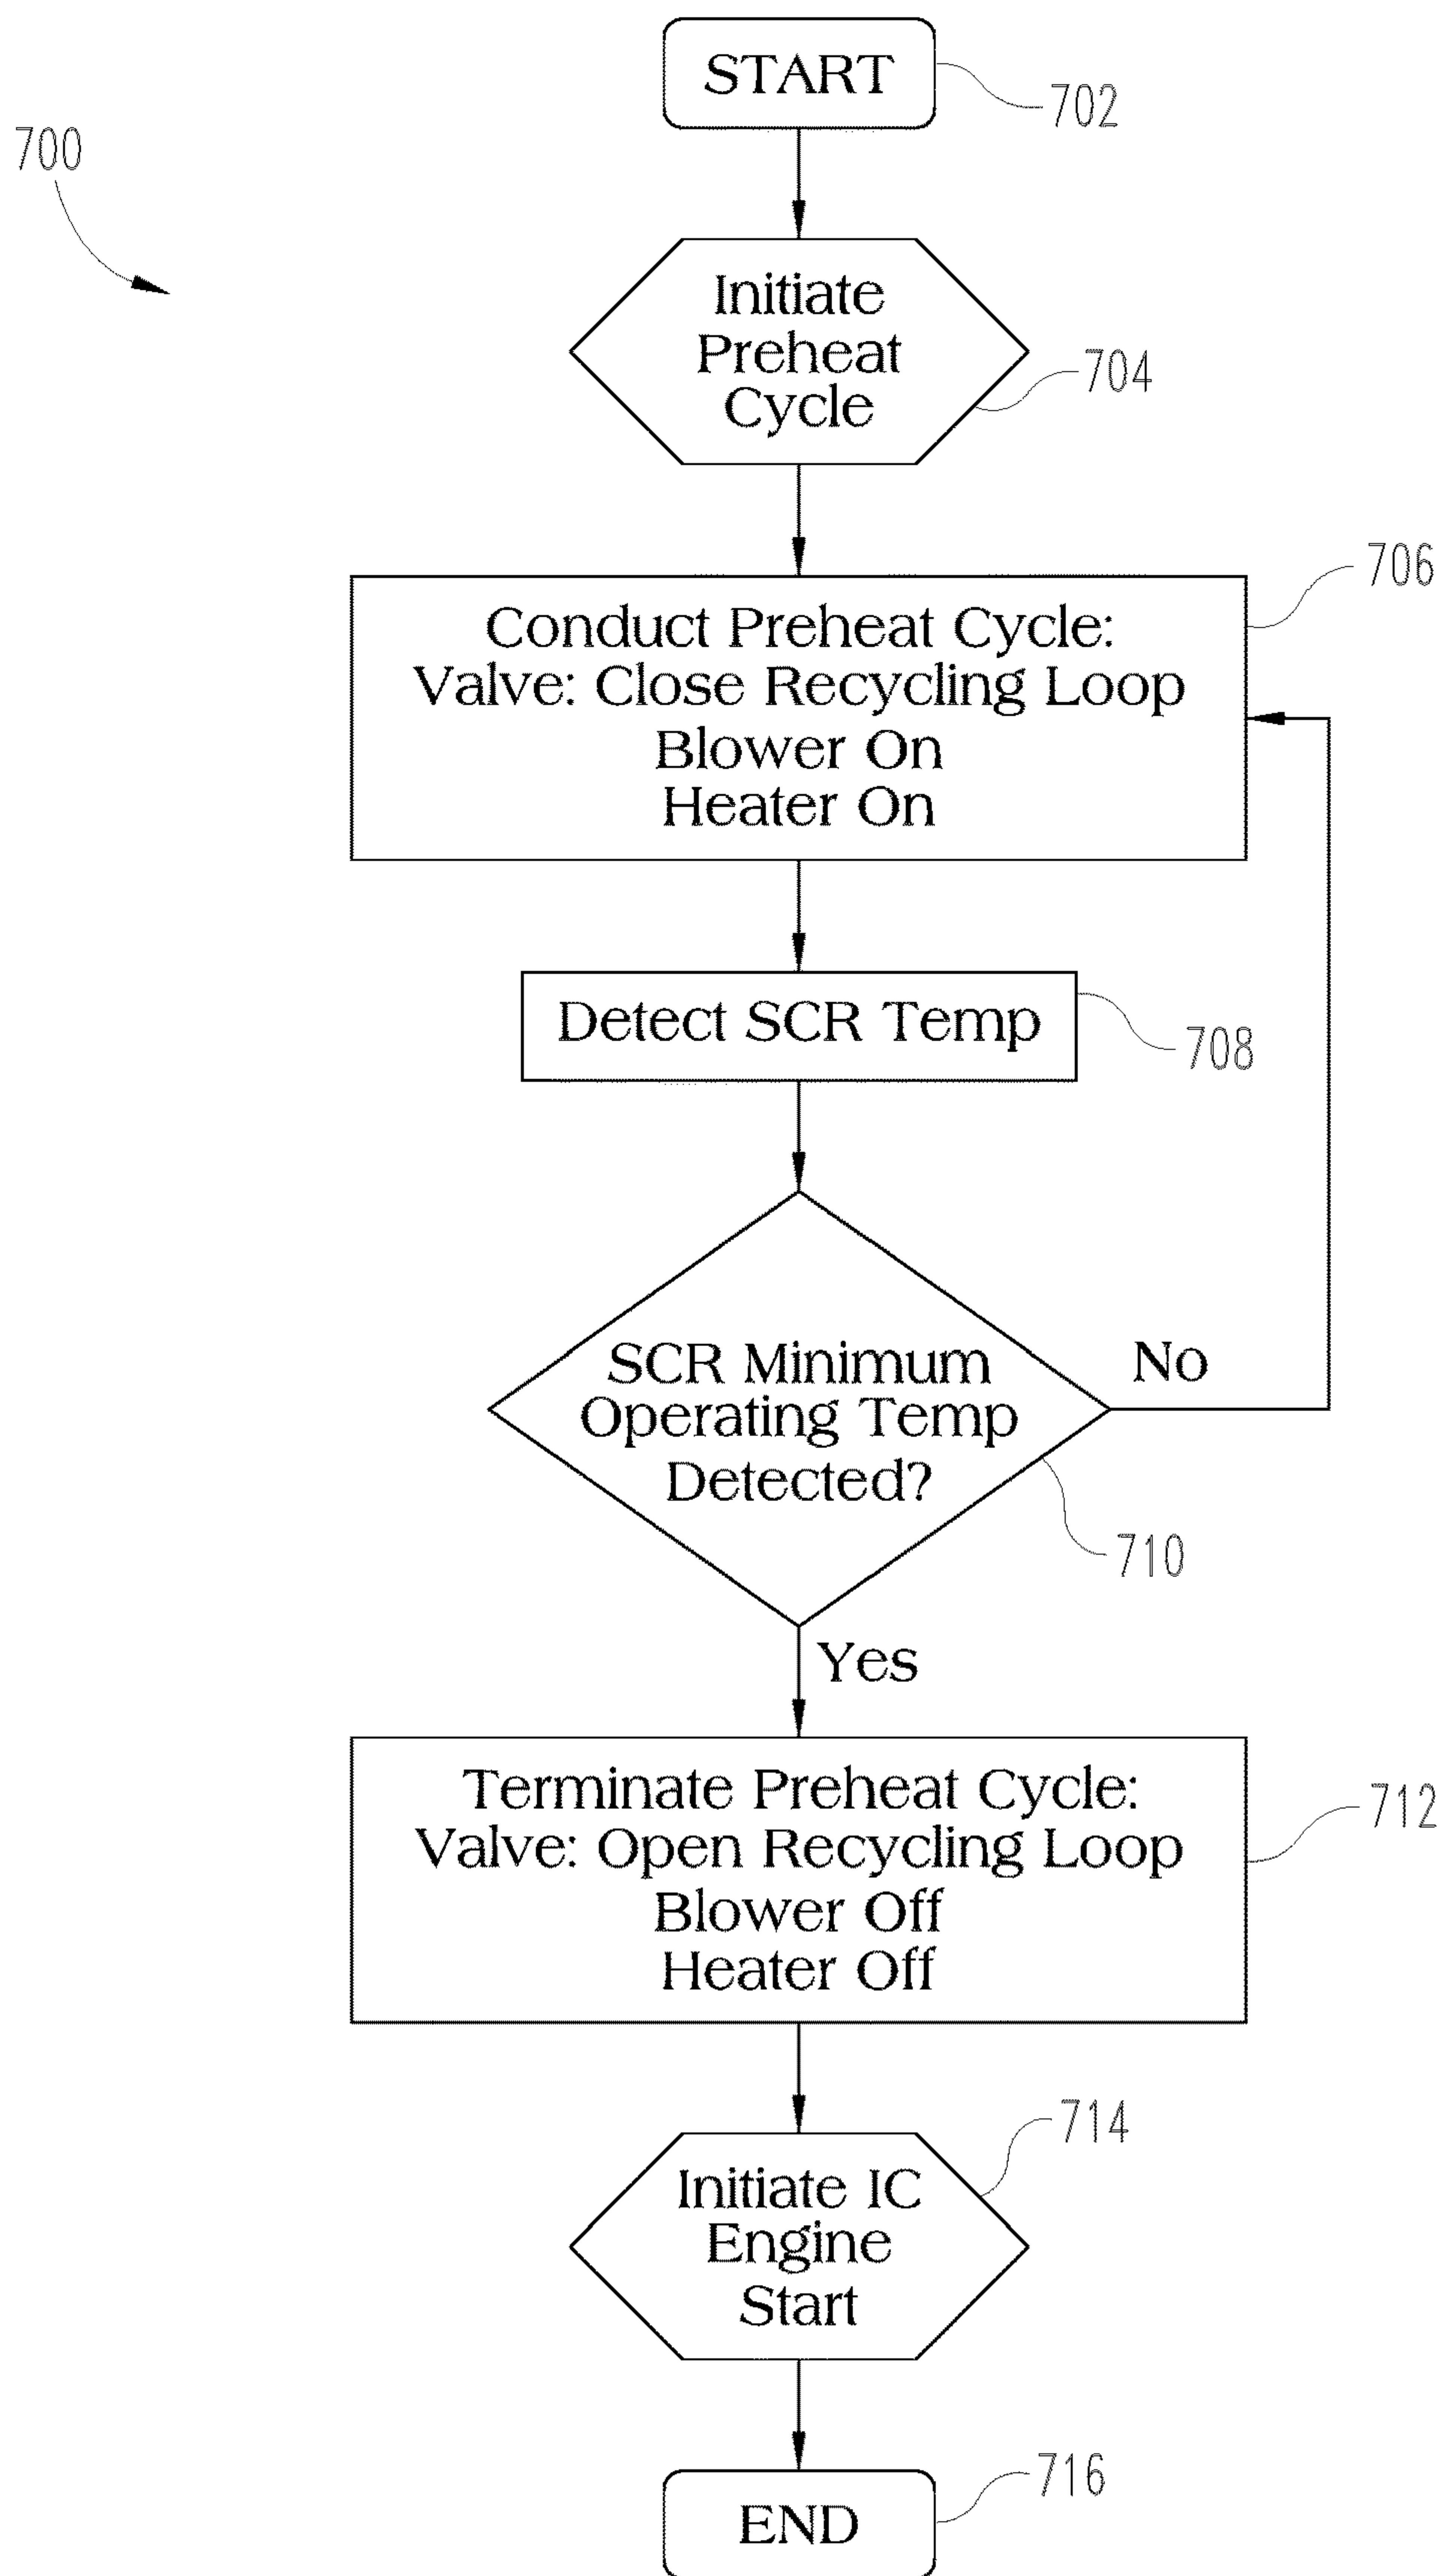 START
702
700
Initiate
Preheat
Cycle
704
706
Conduct Preheat Cycle:
Valve: Close Recycling Loop
Blower On
Heater On
Detect SCR Temp
708
SCR Minimum
Operating Temp
Detected?
No
710
Yes
Terminate Preheat Cycle:
Valve: Open Recycling Loop
Blower Off
Heater Off
712
714
Initiate IC
Engine
Start
716
END